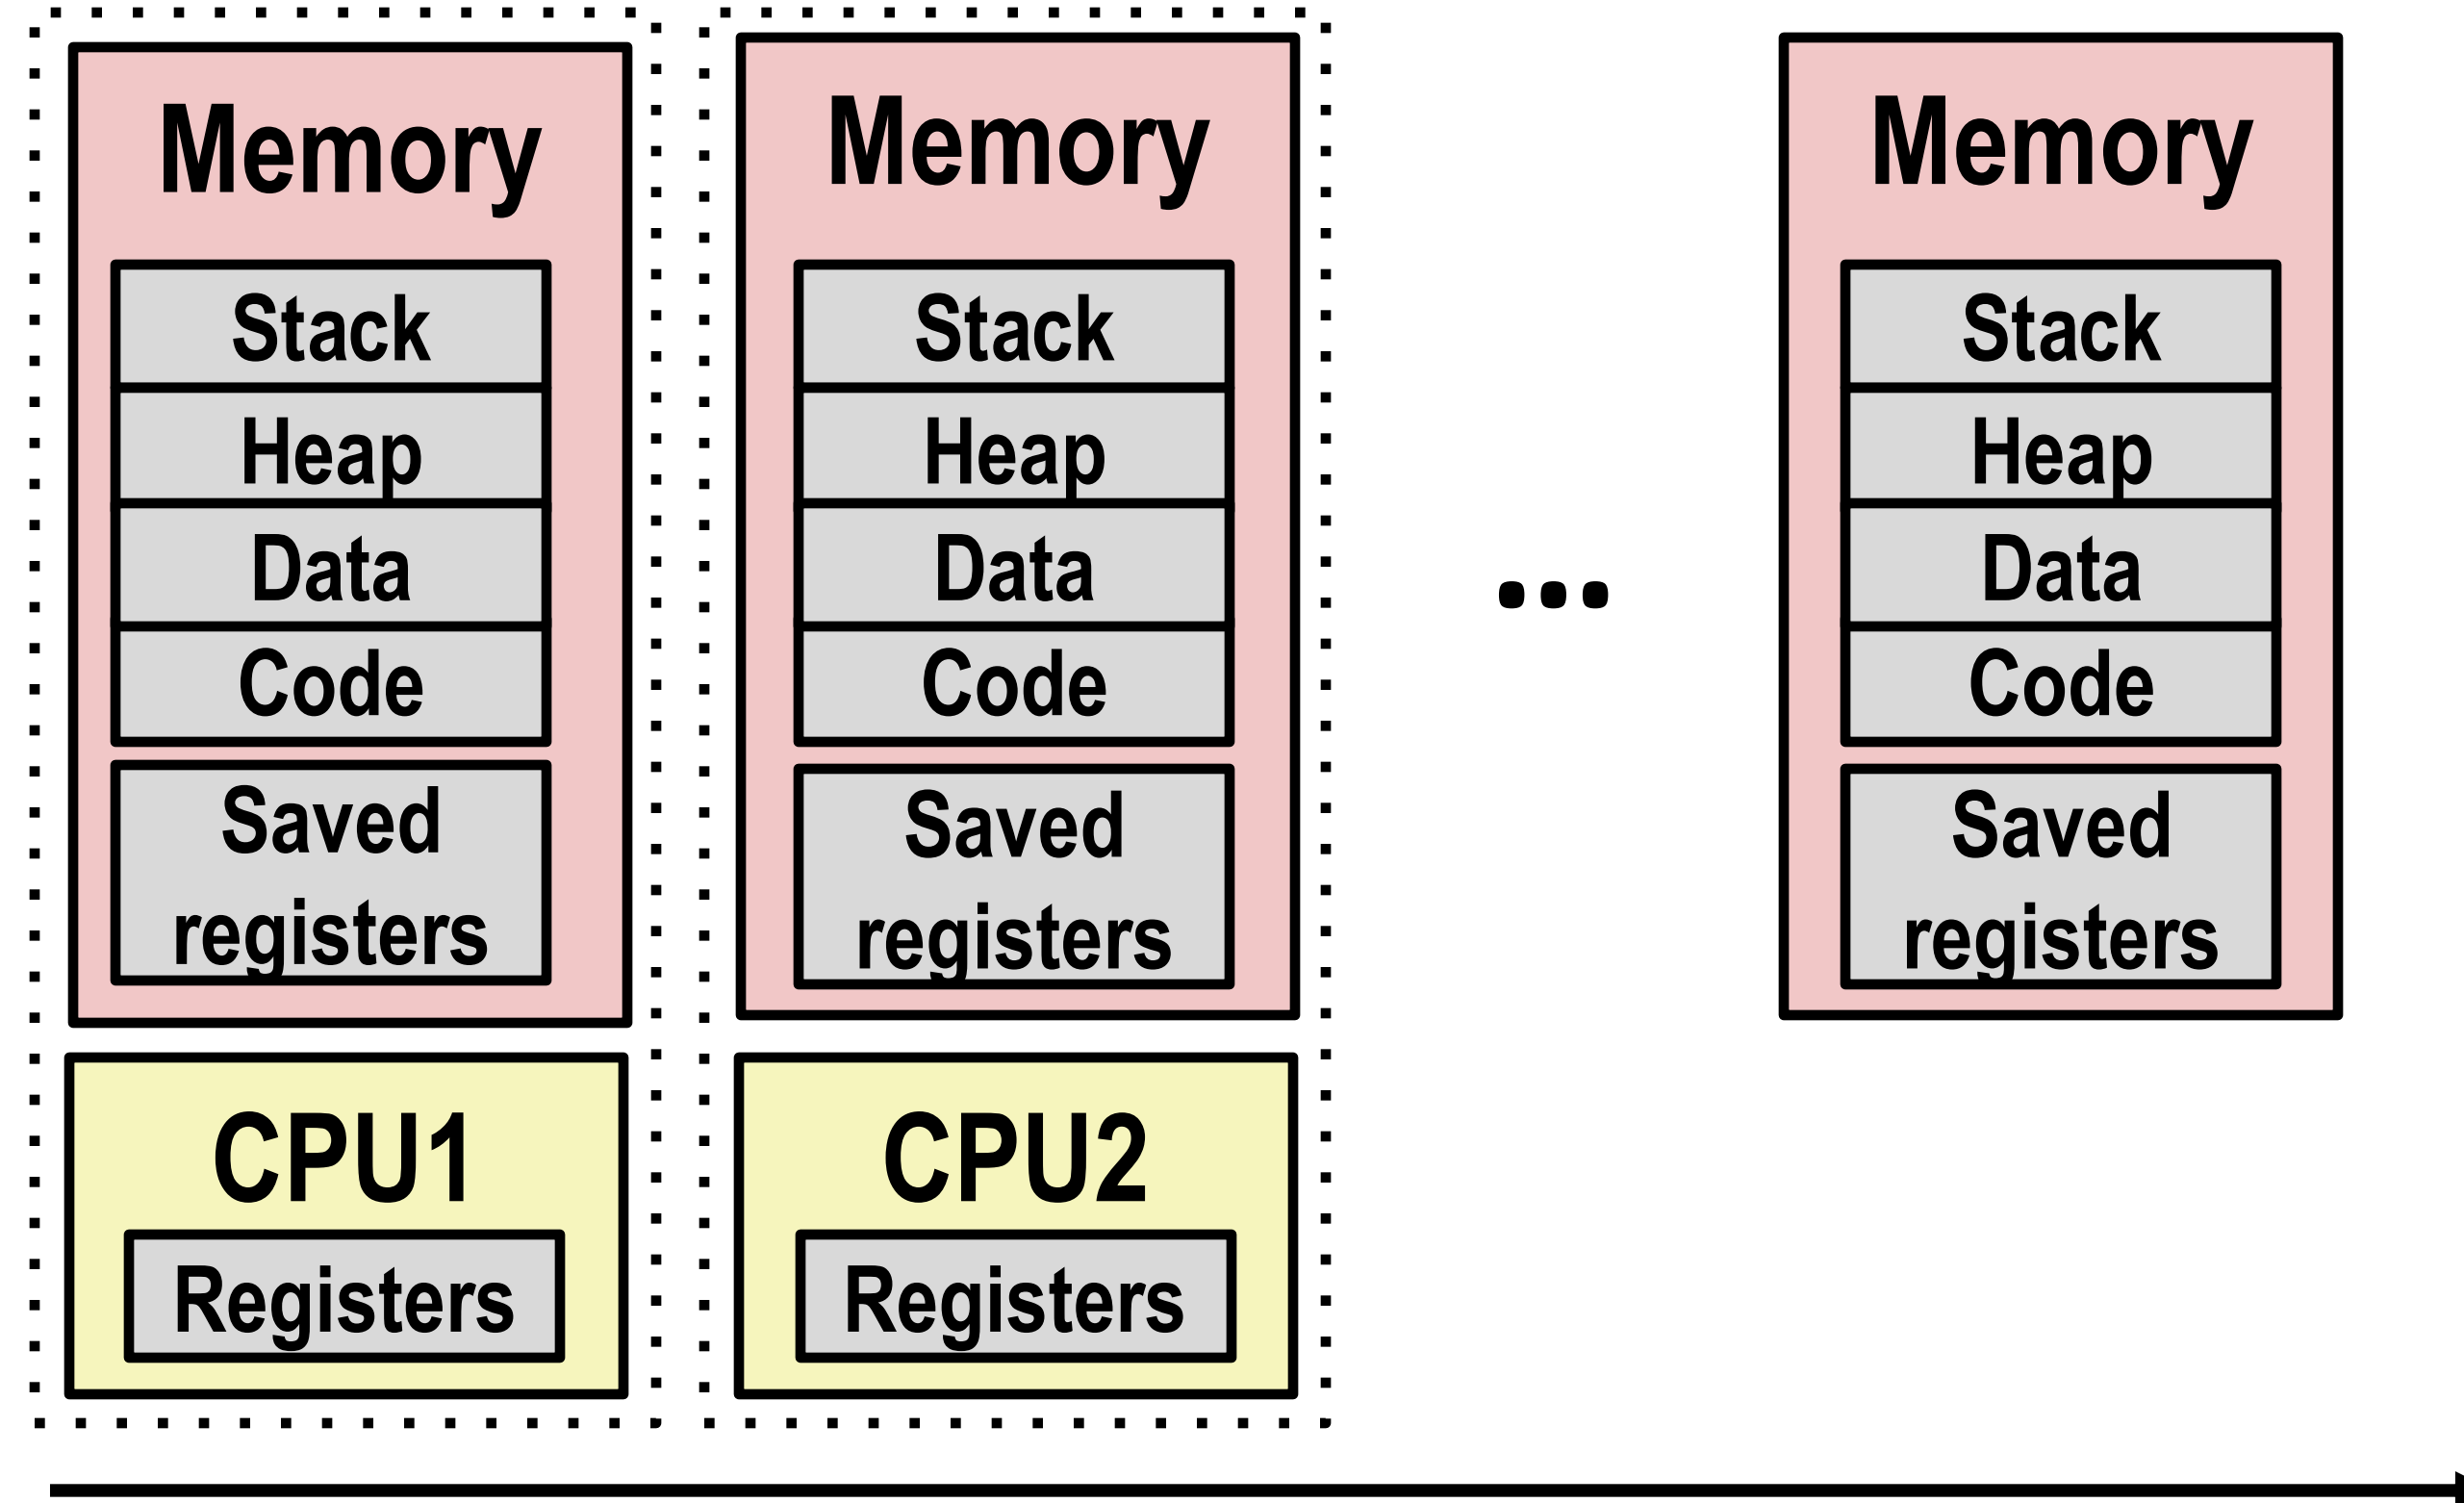 Memory
Stack
Heap
Data
Code
Saved
registers
CPU1
Registers
Memory
Stack
Heap
Data
Code
Saved
registers
CPU2
Registers
...
Memory
Stack
Heap
Data
Code
Saved
registers